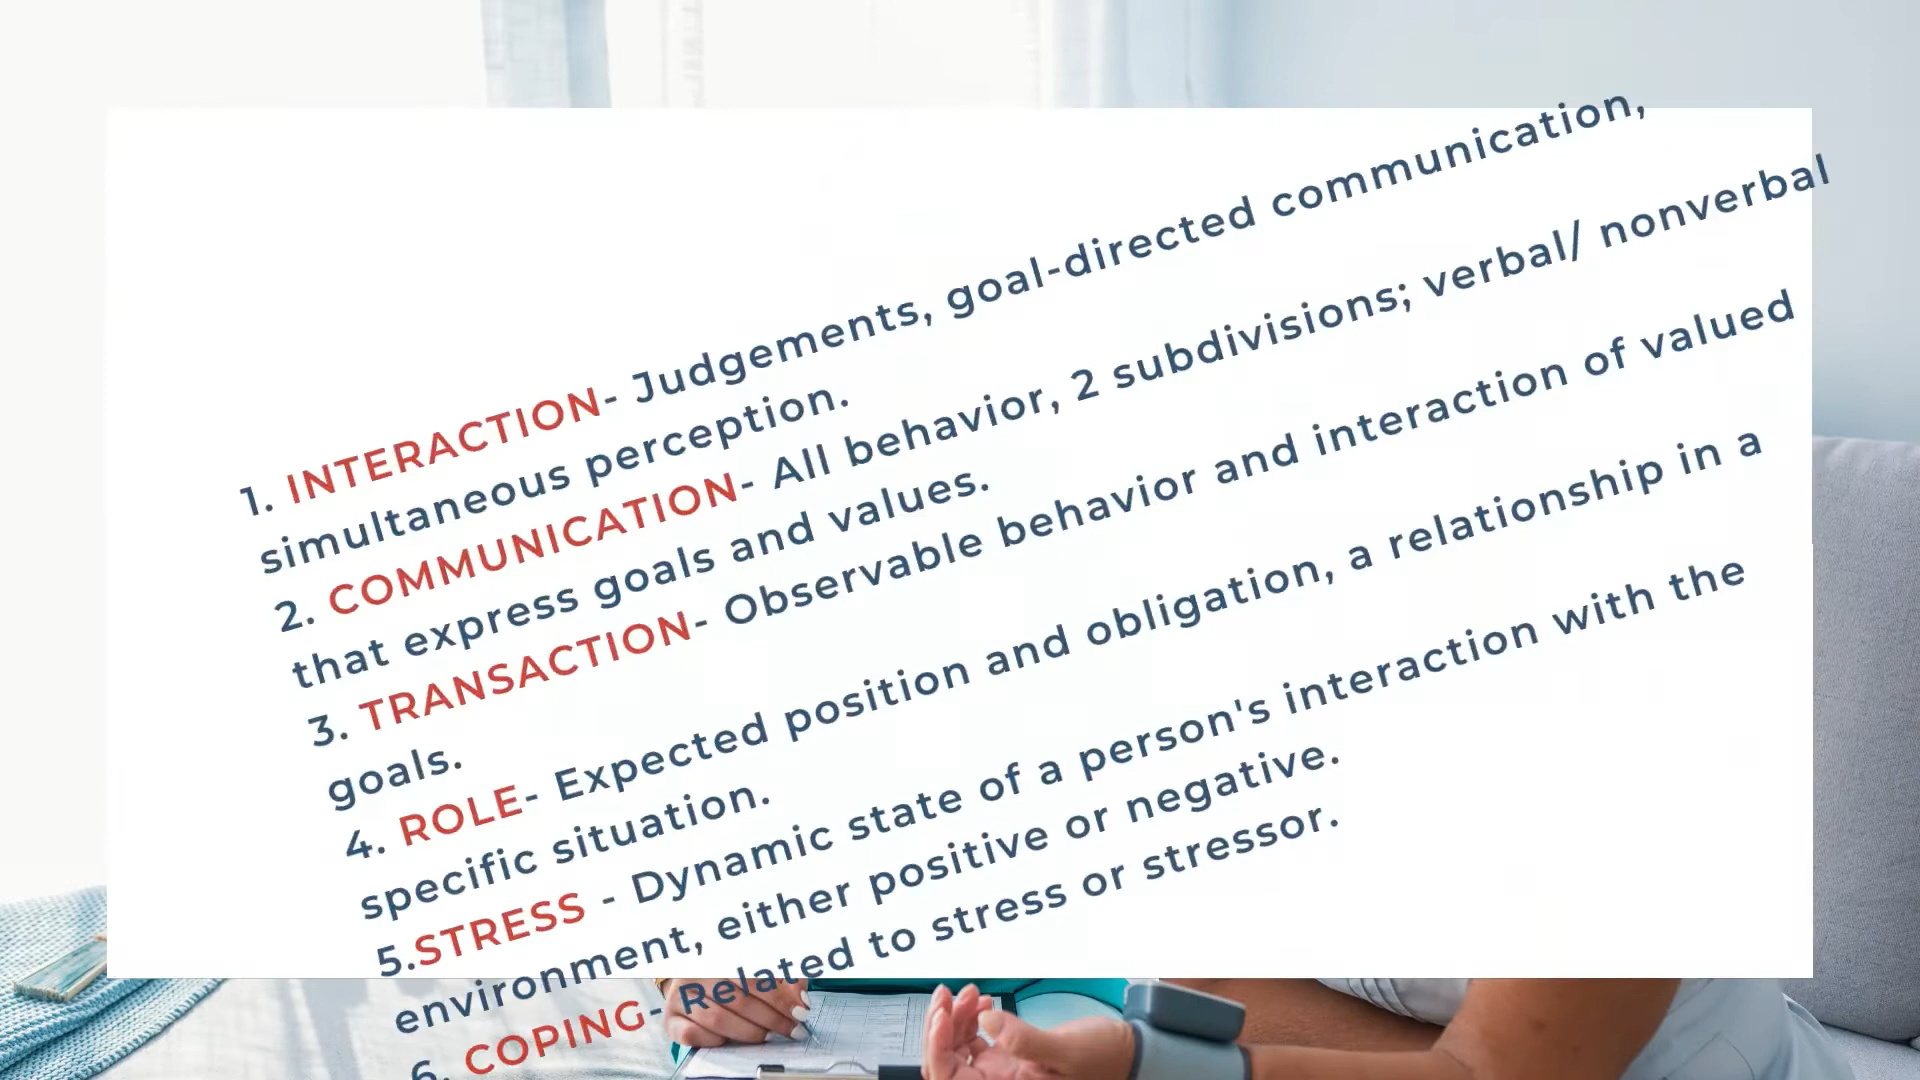 1. INTERACTION- Judgements, goal-directed communication,
simultaneous perception.
2. COMMUNICATION- All behavior, 2 subdivisions; verbal/ nonverbal
that express goals and values.
3. TRANSACTION- Observable behavior and interaction of valued
goals.
4. ROLE- Expected position and obligation, a relationship in a
specific situation.
5.STRESS - Dynamic state of a person's interaction with the
environment, either positive or negative.
6. COPING- Related to stress or stressor.